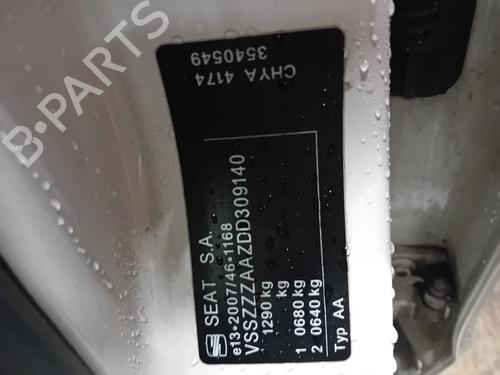 SEAT S.A.
e13*2007/46*1168
VSSZZZAAZDD309140
1290 kg
kg
1 0680 kg
2 0640 kg
Typ AA
CHYA 4174
3540549
B-PARTS